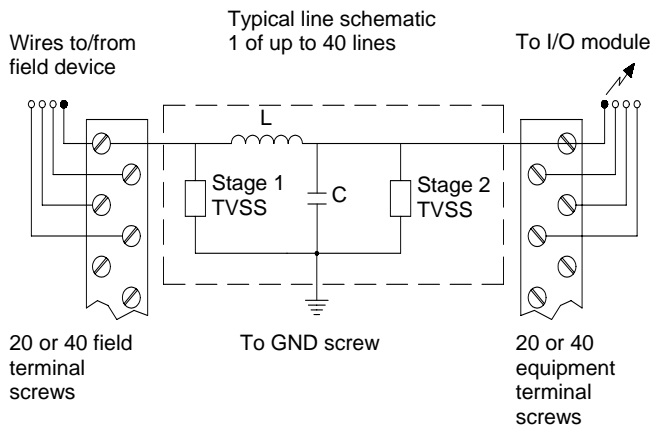 Typical line schematic
1 of up to 40 lines
Wires to/from
field device
To I/O module
L
Stage 1
TVSS
C
Stage 2
TVSS
20 or 40 field
terminal
screws
To GND screw
20 or 40
equipment
terminal
screws